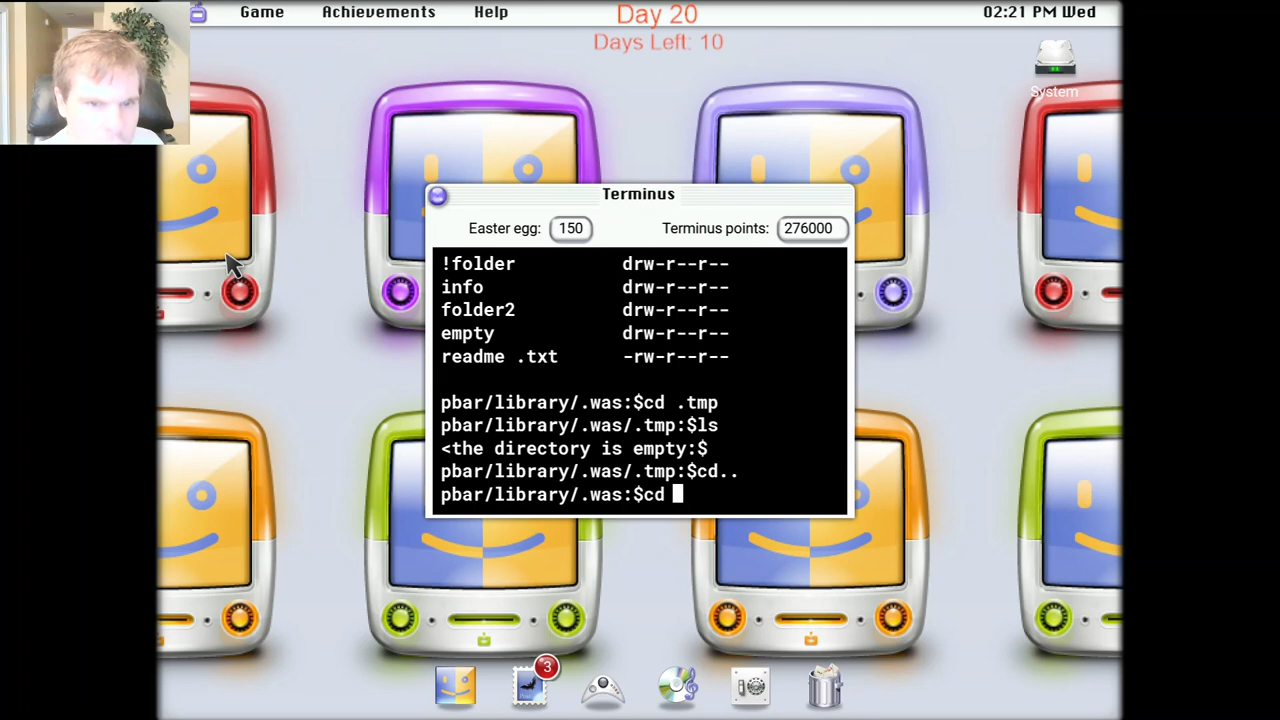 Game Achievements Help Day 20 02:21 PM Wed
Days Left: 10
System
Terminus
Easter egg: 150 Terminus points: 276000
!folder drw-r--r--
info drw-r--r--
folder2 drw-r--r--
empty drw-r--r--
readme .txt -rw-r--r--
pbar/library/.was:$cd .tmp
pbar/library/.was/.tmp:$ls
<the directory is empty:$
pbar/library/.was/.tmp:$cd..
pbar/library/.was:$cd
3